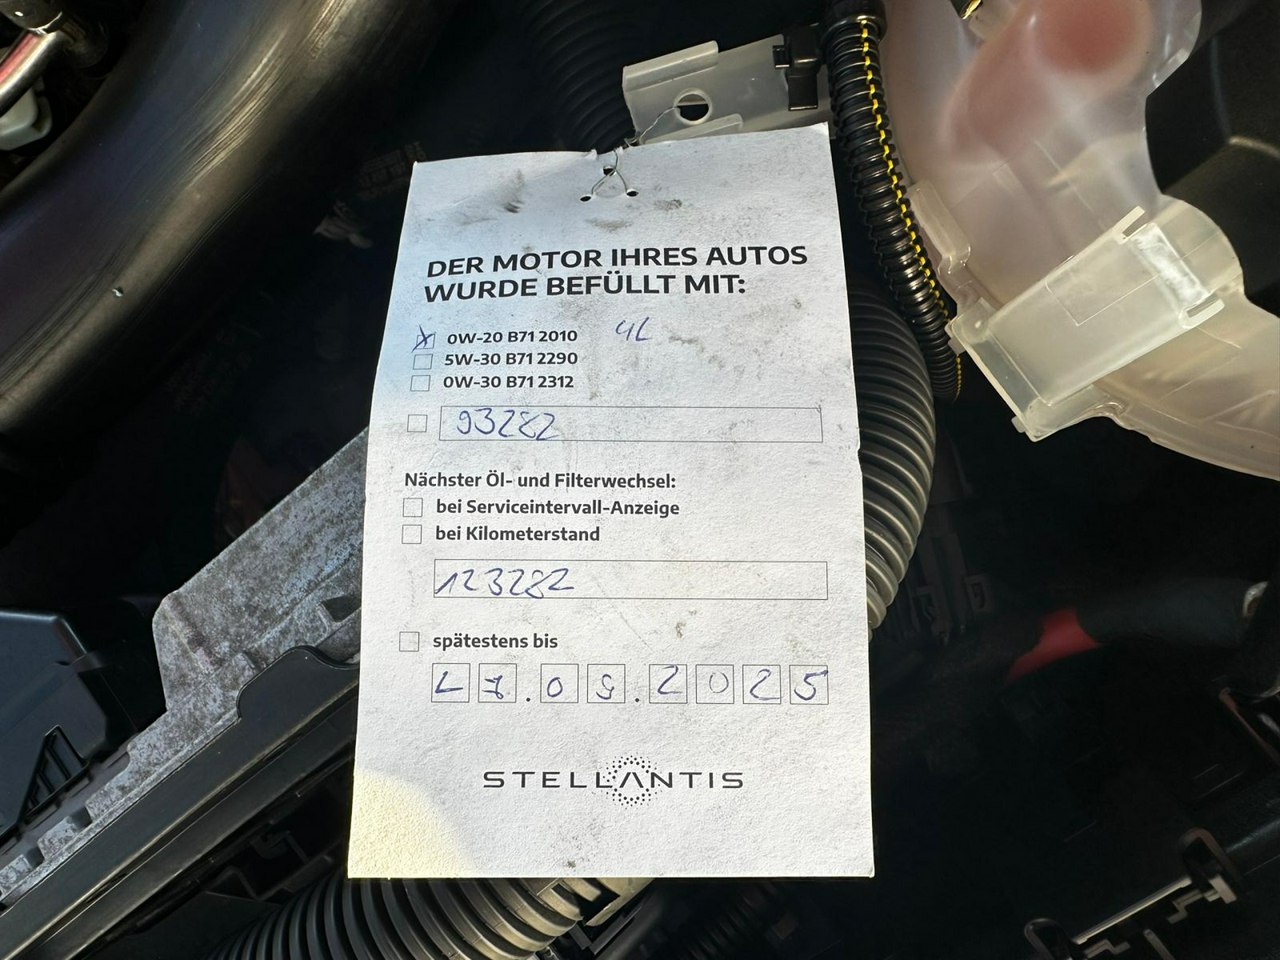 DER MOTOR IHRES AUTOS
WURDE BEFÜLLT MIT:
0W-20 B71 2010 4L
5W-30 B71 2290
0W-30 B71 2312
93282
Nächster Öl- und Filterwechsel:
bei Serviceintervall-Anzeige
bei Kilometerstand
123282
spätestens bis
STELLANTIS